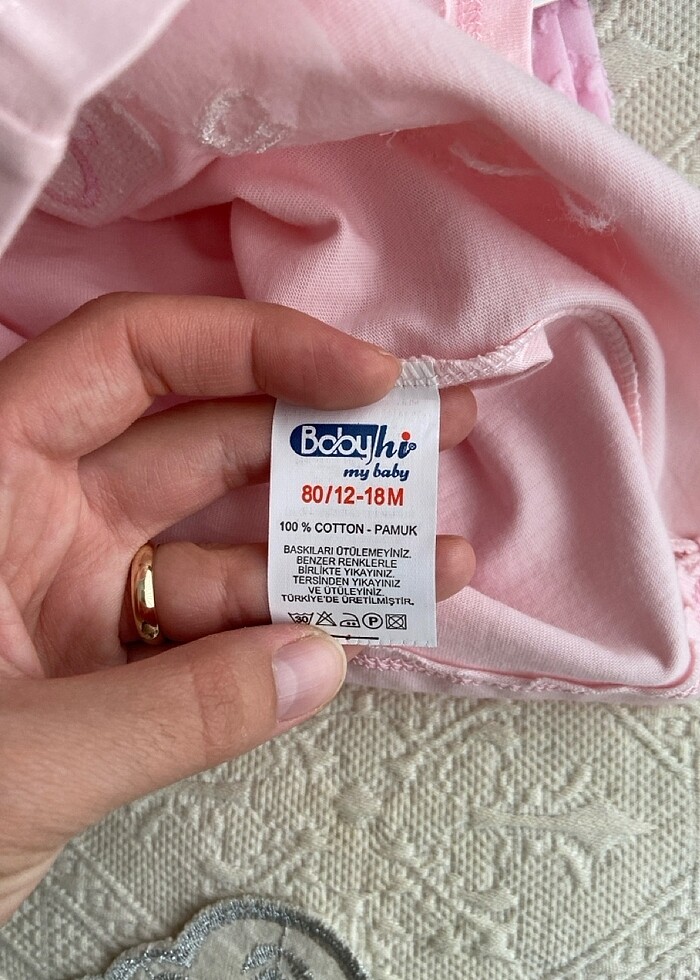 Babyhi
my baby
80/12-18M
100 % COTTON - PAMUK
BASKILARI ÜTÜLEMEYİNİZ.
BENZER RENKLERLE
BİRLİKTE YIKAYINIZ.
TERSİNDEN YIKAYINIZ
VE ÜTÜLEYİNİZ.
TÜRKİYE'DE ÜRETİLMİŞTİR.
30 P